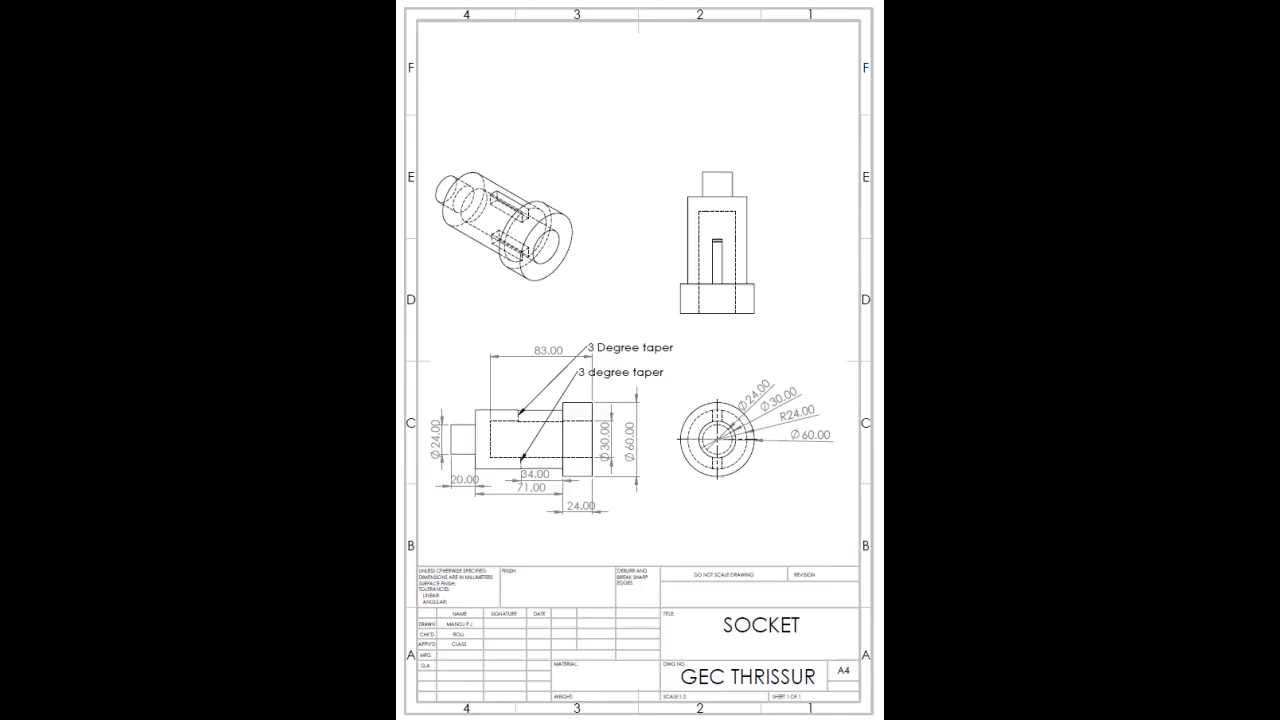 4 3 2 1
F F
E E
D D
83.00
3 Degree taper
3 degree taper
C C
Ø24.00
20.00
34.00
71.00
24.00
Ø30.00
Ø60.00
Ø24.00
Ø30.00
R24.00
Ø60.00
B B
UNLESS OTHERWISE SPECIFIED:
DIMENSIONS ARE IN MILLIMETERS
SURFACE FINISH:
TOLERANCES:
LINEAR:
ANGULAR:
FINISH:
DEBURR AND
BREAK SHARP
EDGES
DO NOT SCALE DRAWING
REVISION
NAME SIGNATURE DATE
DRAWN MANOJ P J
CHK'D ROLL
APPV'D CLASS
MFG
Q.A
TITLE:
SOCKET
MATERIAL:
WEIGHT:
DWG NO.
GEC THRISSUR
A4
SCALE:1:2
SHEET 1 OF 1
A A
4 3 2 1